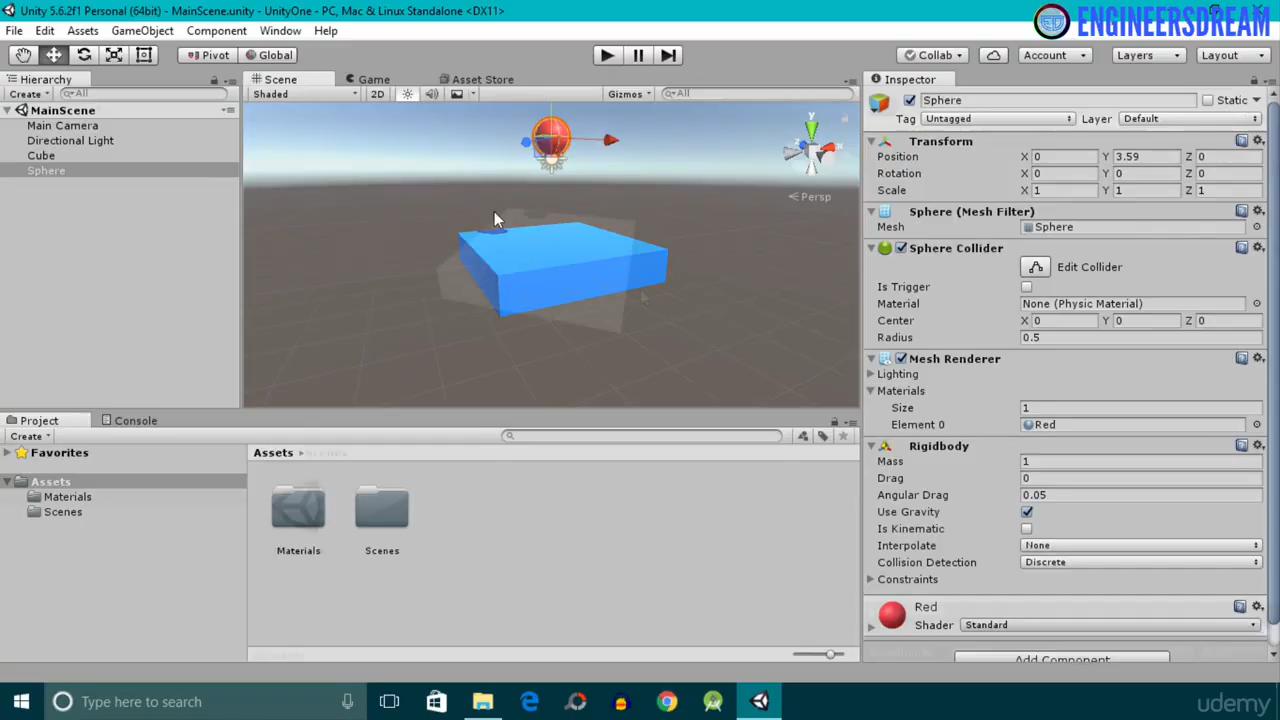 Unity 5.6.2f1 Personal (64bit) - MainScene.unity - UnityOne - PC, Mac & Linux Standalone <DX11>
ENGINEERSDREAM
File Edit Assets GameObject Component Window Help
Pivot Global Collab Account Layers Layout
Hierarchy
Create All
MainScene
Main Camera
Directional Light
Cube
Sphere
Scene Game Asset Store
Shaded 2D Gizmos All
y
x
z
Persp
Inspector
Sphere Static
Tag Untagged Layer Default
Transform
Position X 0 Y 3.59 Z 0
Rotation X 0 Y 0 Z 0
Scale X 1 Y 1 Z 1
Sphere (Mesh Filter)
Mesh Sphere
Sphere Collider
Edit Collider
Is Trigger
Material None (Physic Material)
Center X 0 Y 0 Z 0
Radius 0.5
Mesh Renderer
Lighting
Materials
Size 1
Element 0 Red
Rigidbody
Mass 1
Drag 0
Angular Drag 0.05
Use Gravity
Is Kinematic
Interpolate None
Collision Detection Discrete
Constraints
Red
Shader Standard
Add Component
Project Console
Create
Favorites
Assets
Materials
Scenes
Assets
Materials Scenes
Type here to search
udemy